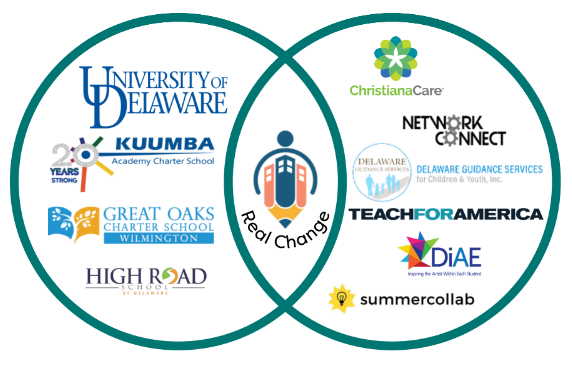 UNIVERSITY OF
DELAWARE
20
YEARS
STRONG
KUUMBA
Academy Charter School
GREAT OAKS
CHARTER SCHOOL
WILMINGTON
HIGH ROAD
SCHOOL
OF DELAWARE
Real Change
ChristianaCare®
NETWORK
CONNECT
DELAWARE
GUIDANCE SERVICES
DELAWARE GUIDANCE SERVICES
for Children & Youth, Inc.
TEACHFORAMERICA
DiAE
Inspiring the Artist Within Each Student
summercollab